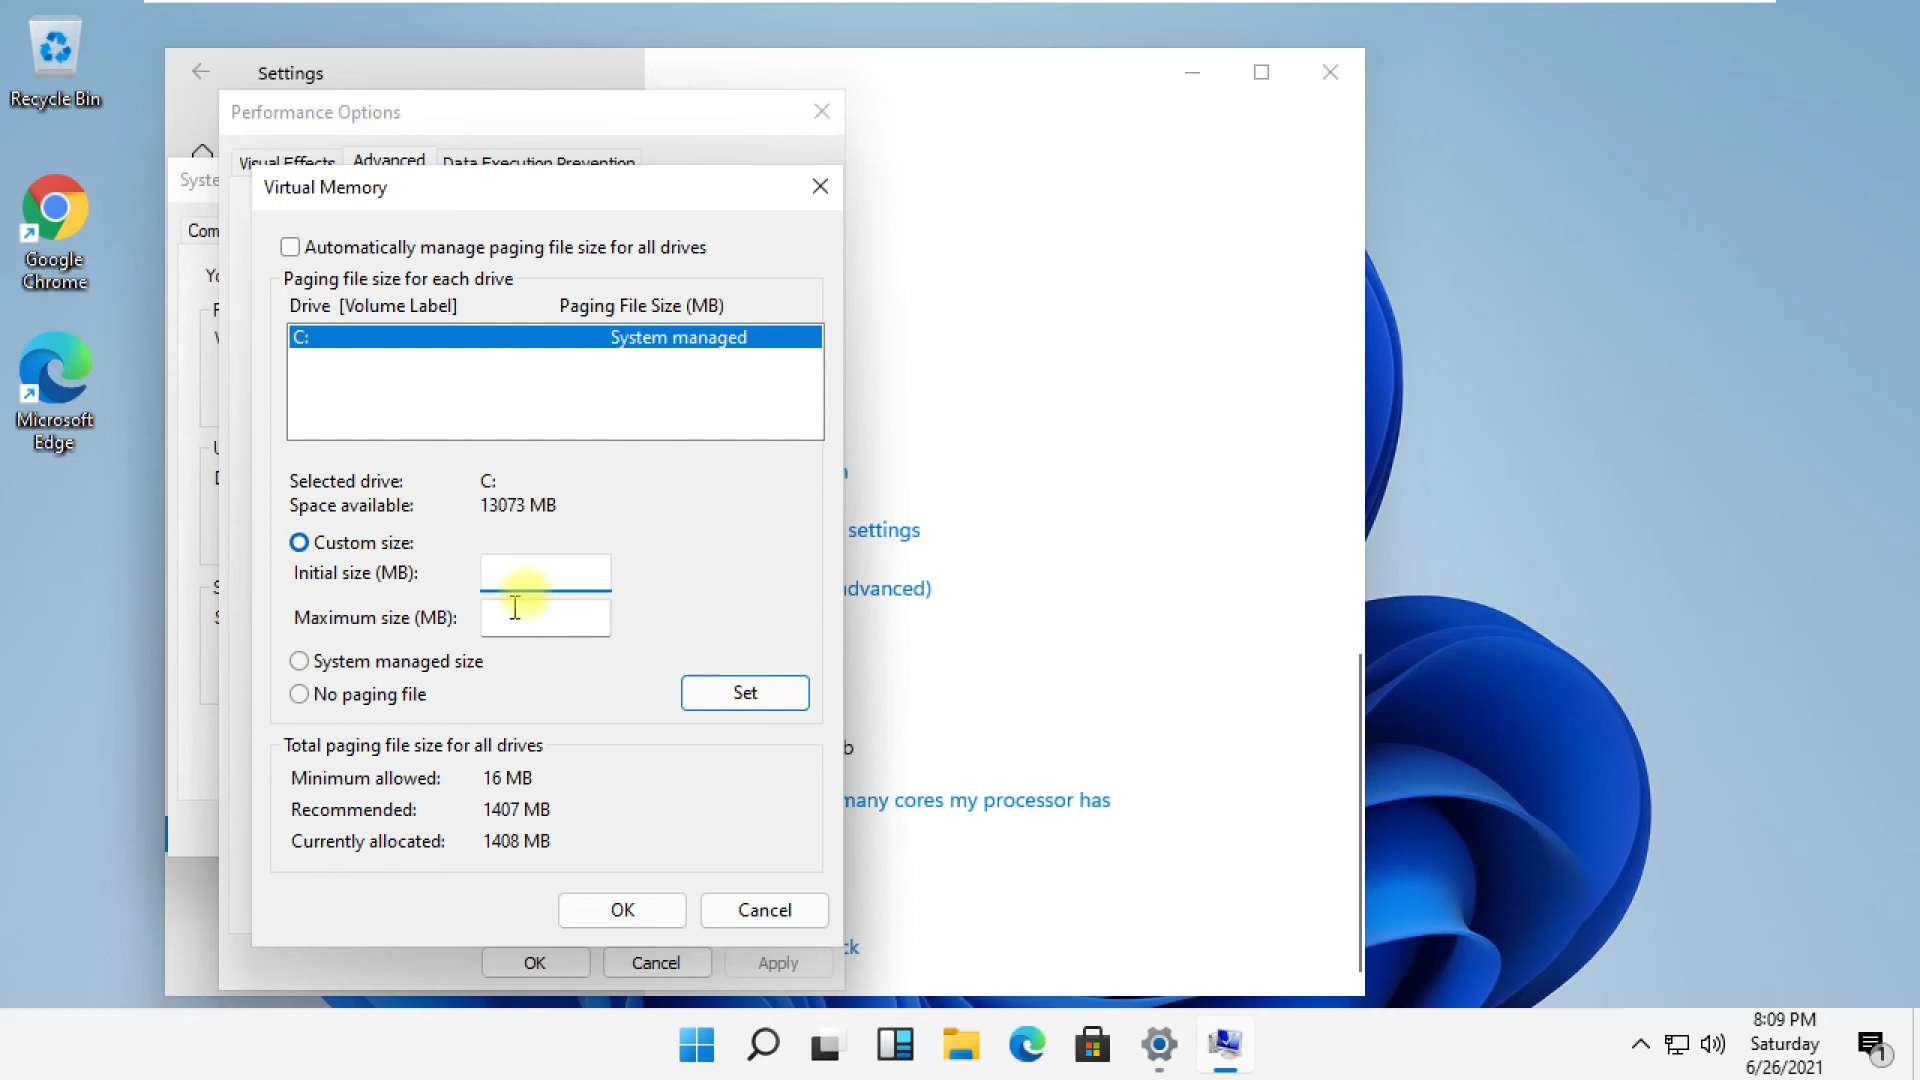 Recycle Bin
Google
Chrome
Microsoft
Edge
Settings
Performance Options
Visual Effects Advanced Data Execution Prevention
Syste
Com
Virtual Memory
Automatically manage paging file size for all drives
Paging file size for each drive
Drive [Volume Label] Paging File Size (MB)
C: System managed
Selected drive: C:
Space available: 13073 MB
Custom size:
Initial size (MB):
Maximum size (MB):
System managed size
No paging file
Set
Total paging file size for all drives
Minimum allowed: 16 MB
Recommended: 1407 MB
Currently allocated: 1408 MB
OK Cancel
OK Cancel Apply
settings
advanced)
b
many cores my processor has
ck
8:09 PM
Saturday
6/26/2021
1